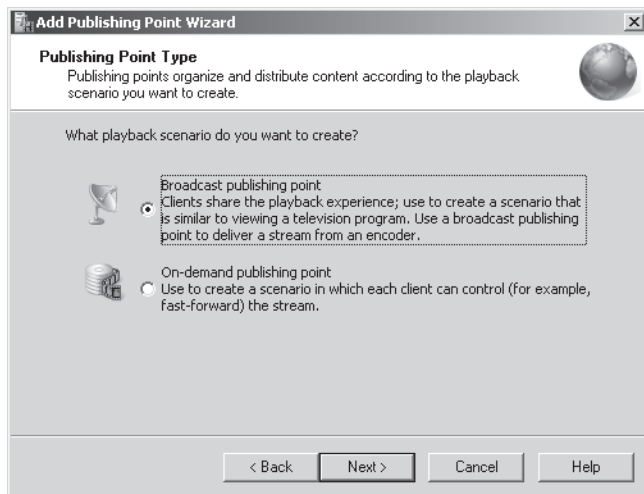 Add Publishing Point Wizard
Publishing Point Type
Publishing points organize and distribute content according to the playback
scenario you want to create.
What playback scenario do you want to create?
Broadcast publishing point
Clients share the playback experience; use to create a scenario that
is similar to viewing a television program. Use a broadcast publishing
point to deliver a stream from an encoder.
On-demand publishing point
Use to create a scenario in which each client can control (for example,
fast-forward) the stream.
< Back
Next >
Cancel
Help